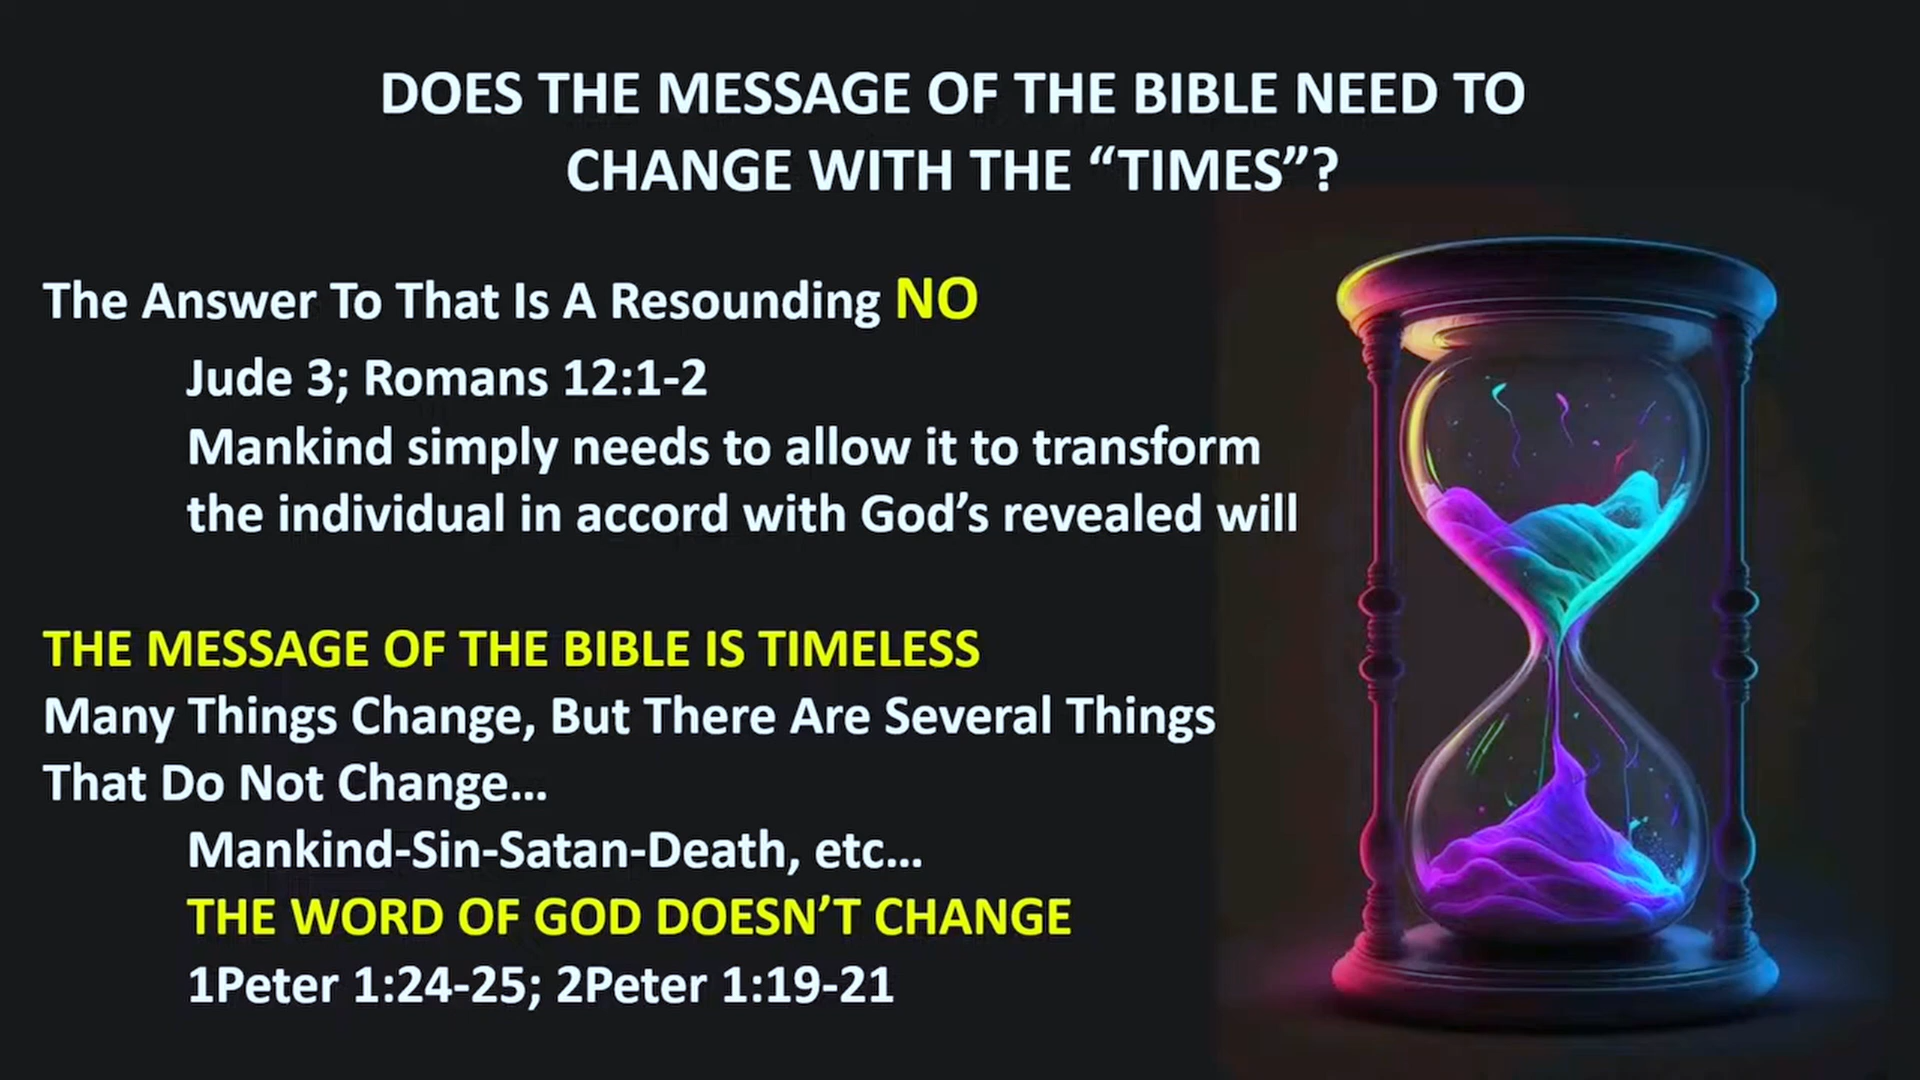 DOES THE MESSAGE OF THE BIBLE NEED TO
CHANGE WITH THE “TIMES”?
The Answer To That Is A Resounding NO
Jude 3; Romans 12:1-2
Mankind simply needs to allow it to transform
the individual in accord with God’s revealed will
THE MESSAGE OF THE BIBLE IS TIMELESS
Many Things Change, But There Are Several Things
That Do Not Change...
Mankind-Sin-Satan-Death, etc...
THE WORD OF GOD DOESN’T CHANGE
1Peter 1:24-25; 2Peter 1:19-21